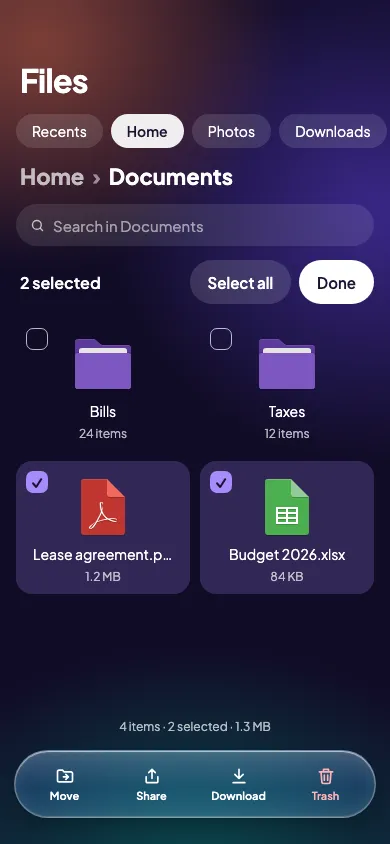 Files
Recents Home Photos Downloads
Home › Documents
Search in Documents
2 selected Select all Done
Bills Taxes
24 items 12 items
Lease agreement.p... Budget 2026.xlsx
1.2 MB 84 KB
4 items · 2 selected · 1.3 MB
Move Share Download Trash